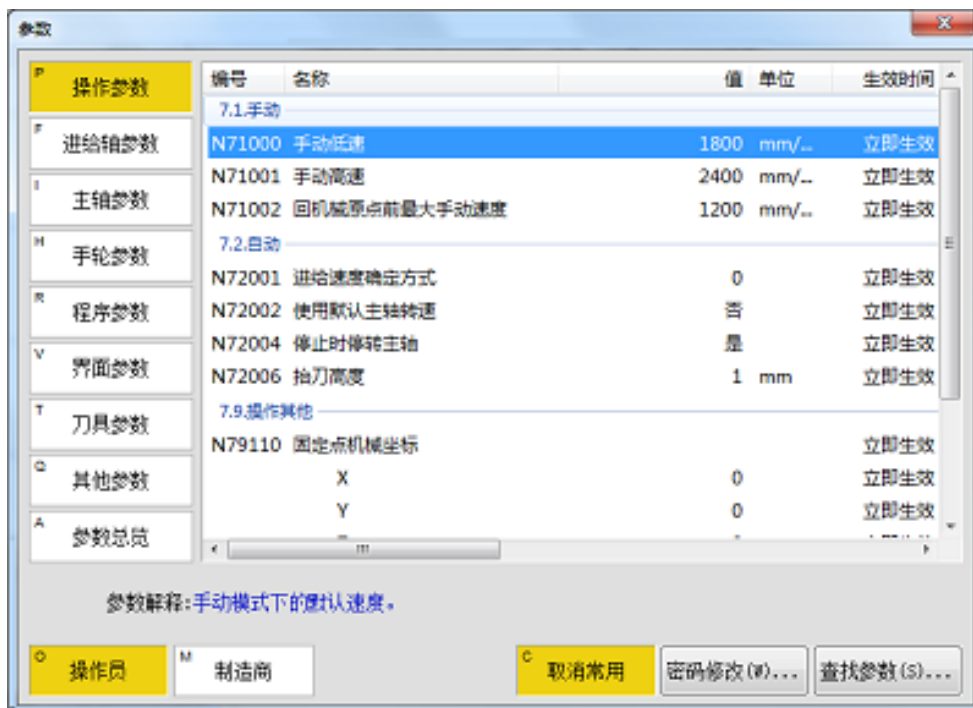 参数
P 操作参数
F 进给轴参数
I 主轴参数
H 手轮参数
R 程序参数
V 界面参数
T 刀具参数
Q 其他参数
A 参数总览
编号 名称 值 单位 生效时间
7.1.手动
N71000 手动低速 1800 mm/... 立即生效
N71001 手动高速 2400 mm/... 立即生效
N71002 回机械原点前最大手动速度 1200 mm/... 立即生效
7.2.自动
N72001 进给速度确定方式 0 立即生效
N72002 使用默认主轴转速 否 立即生效
N72004 停止时停转主轴 是 立即生效
N72006 抬刀高度 1 mm 立即生效
7.9.操作其他
N79110 固定点机械坐标 立即生效
X 0 立即生效
Y 0 立即生效
参数解释:手动模式下的默认速度。
O 操作员
M 制造商
C 取消常用
密码修改(W)...
查找参数(S)...